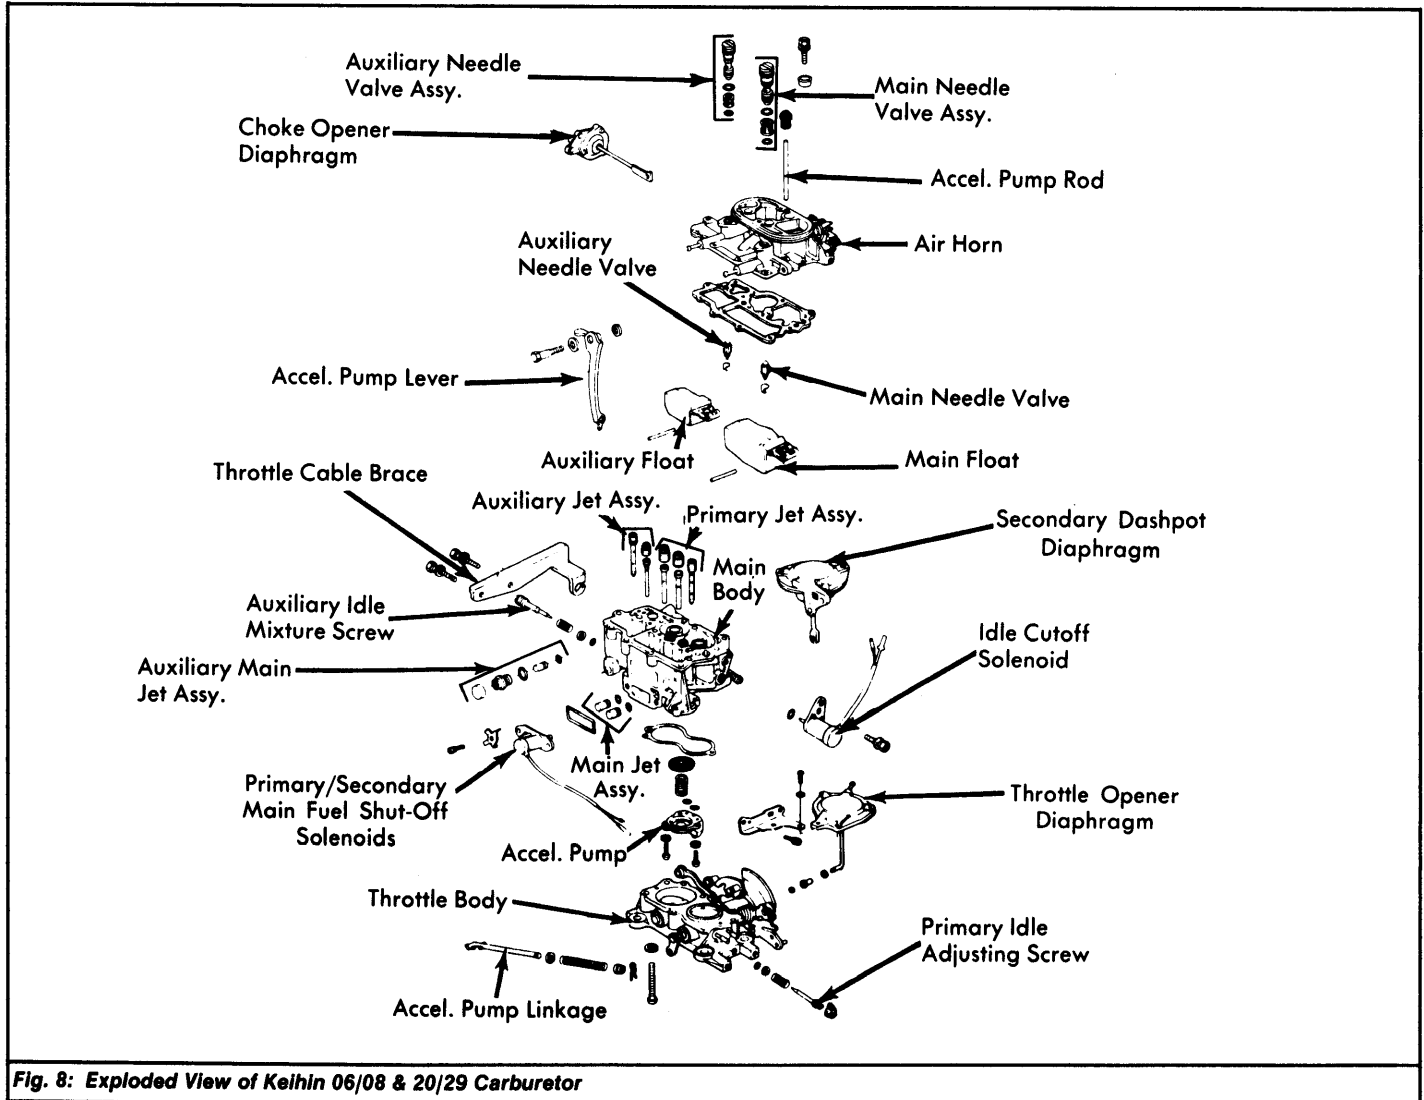 Auxiliary Needle
Valve Assy.
Main Needle
Valve Assy.
Choke Opener
Diaphragm
Accel. Pump Rod
Air Horn
Auxiliary
Needle Valve
Accel. Pump Lever
Main Needle Valve
Auxiliary Float
Main Float
Throttle Cable Brace
Auxiliary Jet Assy.
Primary Jet Assy.
Secondary Dashpot
Diaphragm
Main
Body
Auxiliary Idle
Mixture Screw
Idle Cutoff
Solenoid
Auxiliary Main
Jet Assy.
Main Jet
Assy.
Primary/Secondary
Main Fuel Shut-Off
Solenoids
Throttle Opener
Diaphragm
Accel. Pump
Throttle Body
Primary Idle
Adjusting Screw
Accel. Pump Linkage
Fig. 8: Exploded View of Keihin 06/08 & 20/29 Carburetor